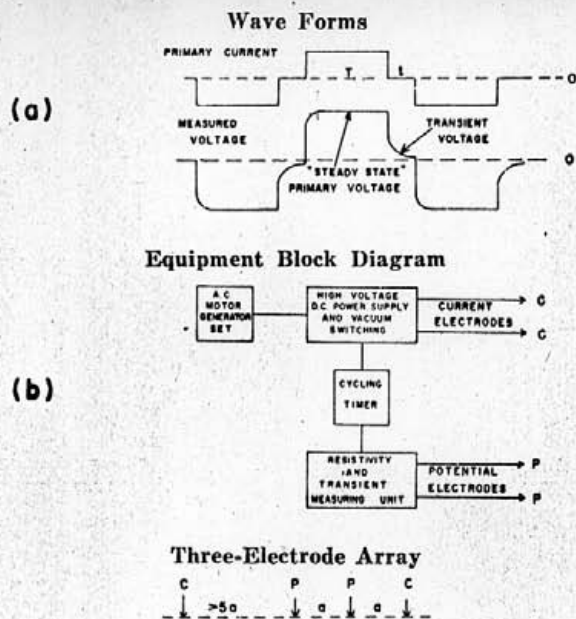 Wave Forms
PRIMARY CURRENT
T
t
O
(a)
MEASURED
VOLTAGE
TRANSIENT
VOLTAGE
O
"STEADY STATE"
PRIMARY VOLTAGE
Equipment Block Diagram
A.C
MOTOR
GENERATOR
SET
HIGH VOLTAGE
D.C. POWER SUPPLY
AND VACUUM
SWITCHING
CURRENT
ELECTRODES
C
C
(b)
CYCLING
TIMER
RESISTIVITY
AND
TRANSIENT
MEASURING UNIT
POTENTIAL
ELECTRODES
P
P
Three-Electrode Array
C P P C
>5a a a